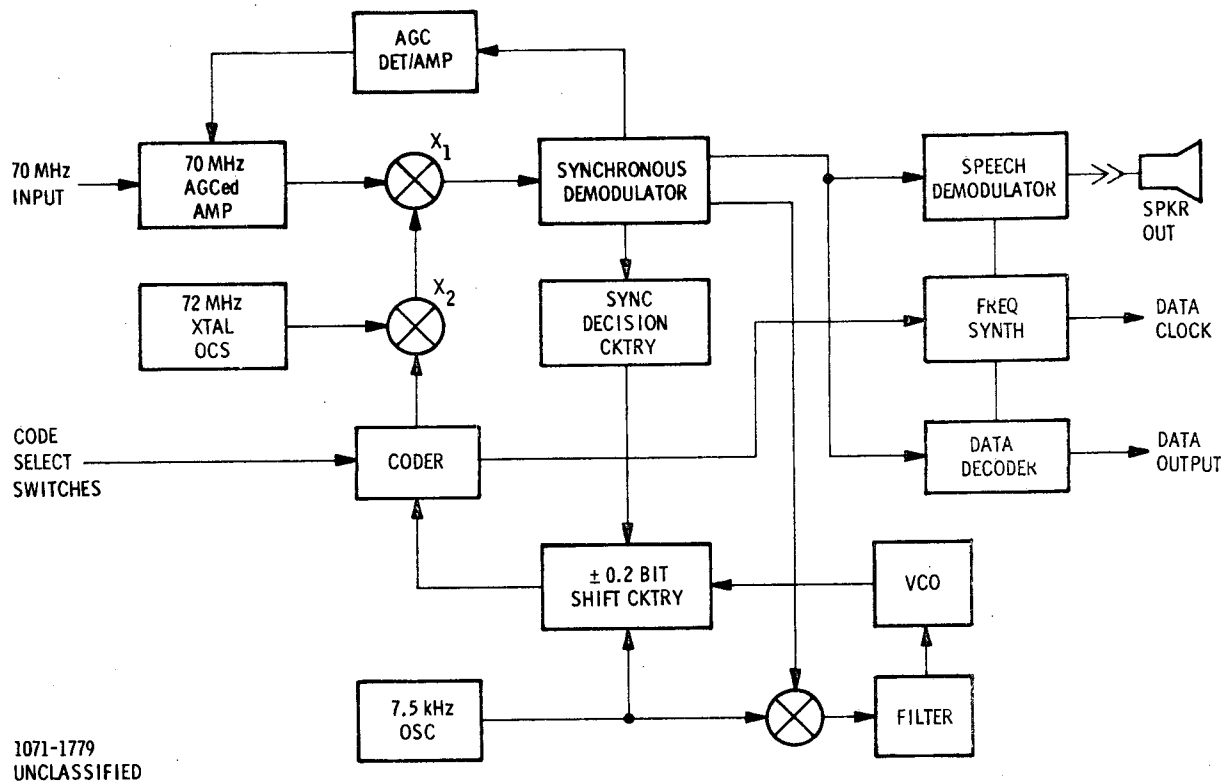 AGC
DET/AMP
70 MHz
INPUT
70 MHz
AGCed
AMP
X1
SYNCHRONOUS
DEMODULATOR
SPEECH
DEMODULATOR
SPKR
OUT
72 MHz
XTAL
OCS
X2
SYNC
DECISION
CKTRY
FREQ
SYNTH
DATA
CLOCK
CODE
SELECT
SWITCHES
CODER
DATA
DECODER
DATA
OUTPUT
± 0.2 BIT
SHIFT CKTRY
VCO
7.5 kHz
OSC
FILTER
1071-1779
UNCLASSIFIED